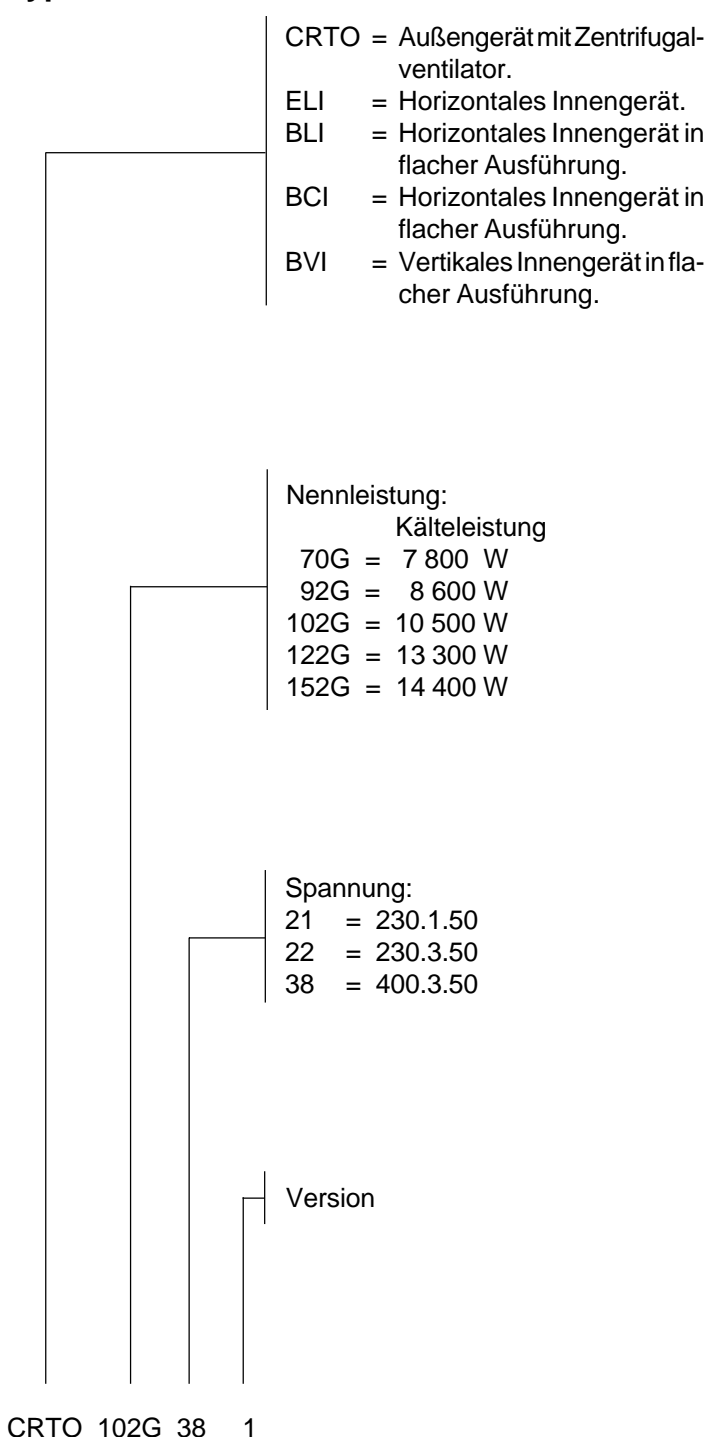 CRTO = Außengerät mit Zentrifugal-
ventilator.
ELI = Horizontales Innengerät.
BLI = Horizontales Innengerät in
flacher Ausführung.
BCI = Horizontales Innengerät in
flacher Ausführung.
BVI = Vertikales Innengerät in fla-
cher Ausführung.
Nennleistung:
Kälteleistung
70G = 7 800 W
92G = 8 600 W
102G = 10 500 W
122G = 13 300 W
152G = 14 400 W
Spannung:
21 = 230.1.50
22 = 230.3.50
38 = 400.3.50
Version
CRTO 102G 38 1